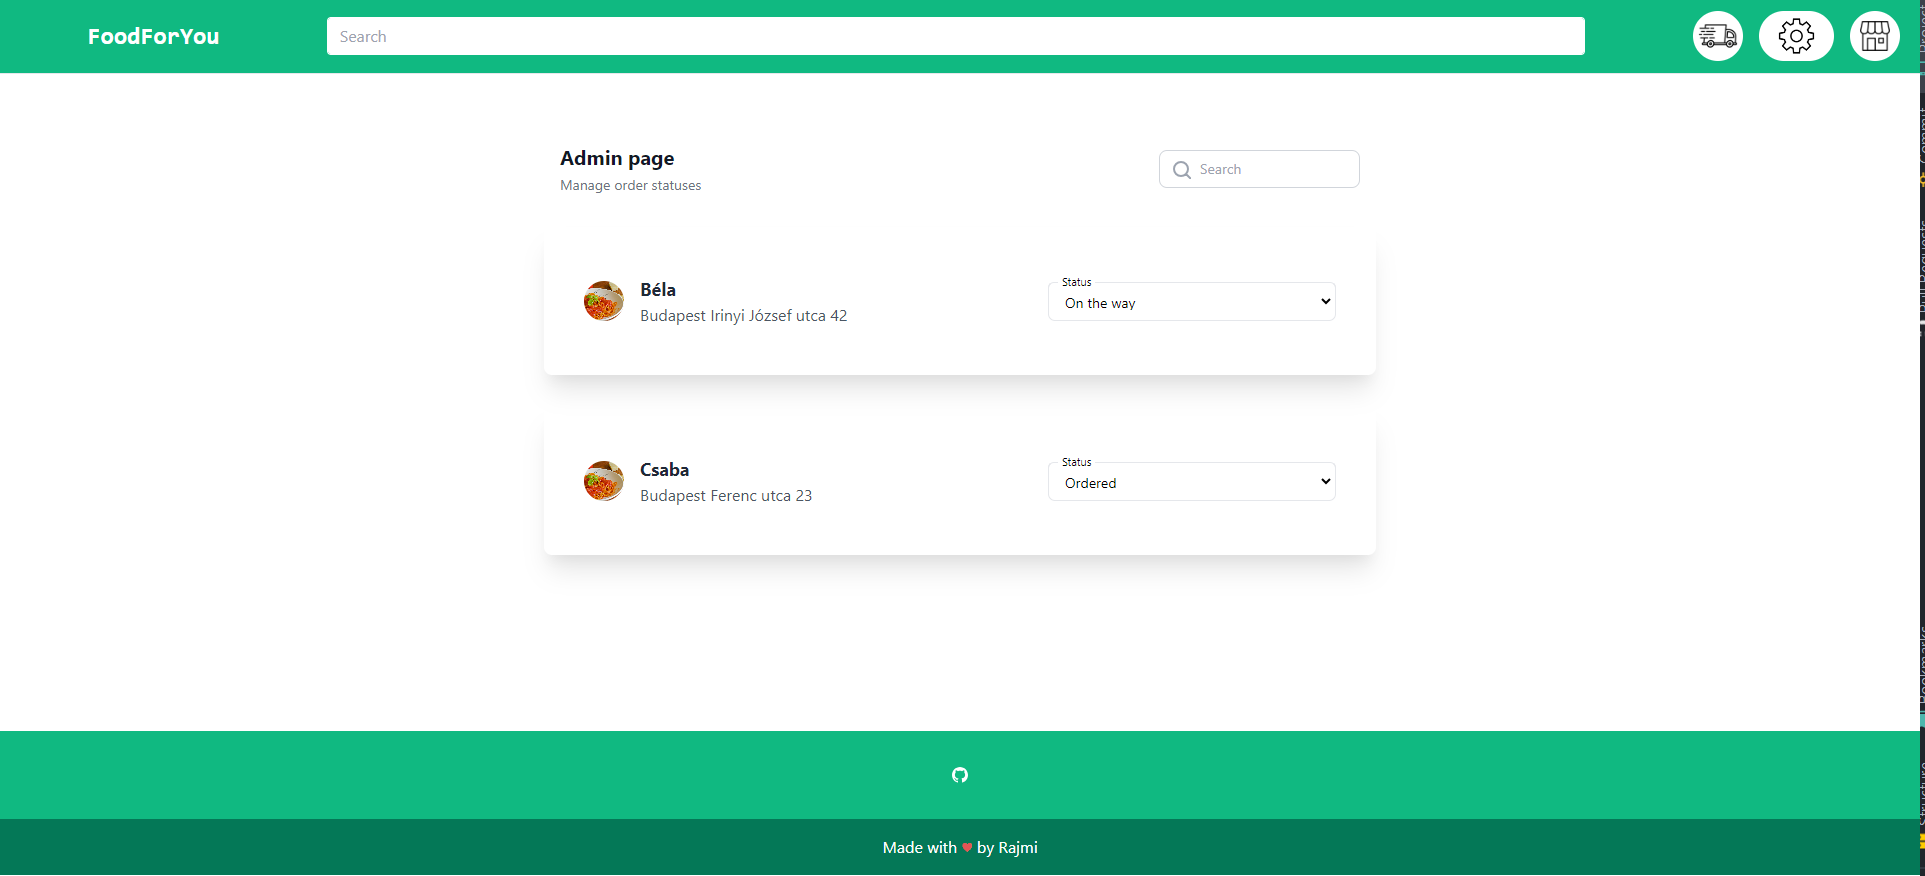 FoodForYou
Search
Admin page
Manage order statuses
Search
Béla
Budapest Irinyi József utca 42
Status
On the way
Csaba
Budapest Ferenc utca 23
Status
Ordered
Made with ♥ by Rajmi